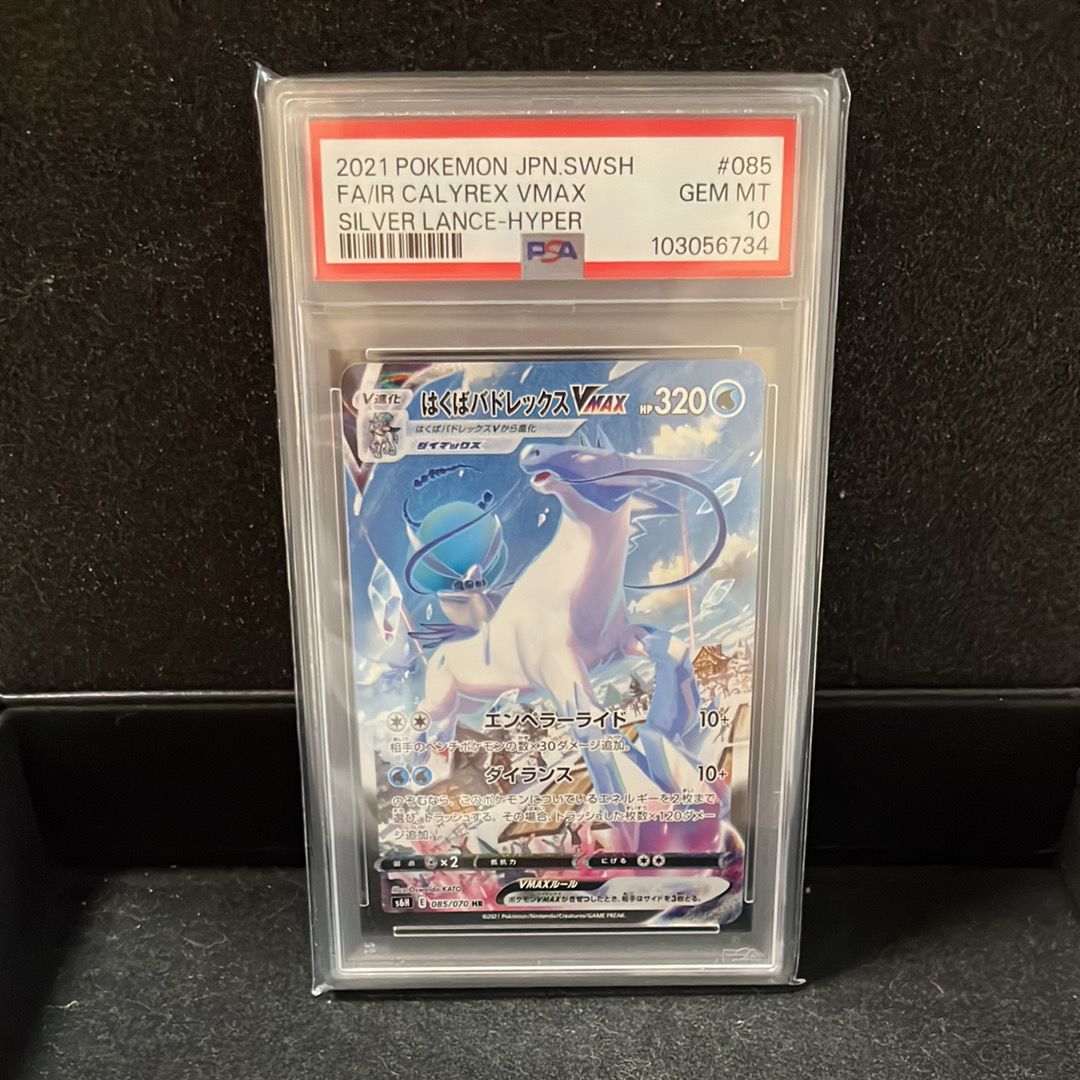 2021 POKEMON JPN.SWSH #085
FA/IR CALYREX VMAX GEM MT
SILVER LANCE-HYPER 10
PSA 103056734
V進化 はくばバドレックスVMAX HP320
はくばバドレックスVから進化
ダイマックス
エンペラーライド 10+
相手のベンチポケモンの数×30ダメージ追加。
ダイランス 10+
のぞむなら、このポケモンについているエネルギーを2枚まで
選び、トラッシュする。その場合、トラッシュした枚数×120ダメー
ジ追加。
弱点 ×2 抵抗力 にげる
Illus. Oswaldo KATO
VMAXルール
s6H E 085/070 HR ポケモンVMAXがきぜつしたとき、相手はサイドを3枚とる。
©2021 Pokémon/Nintendo/Creatures/GAME FREAK.
PSA